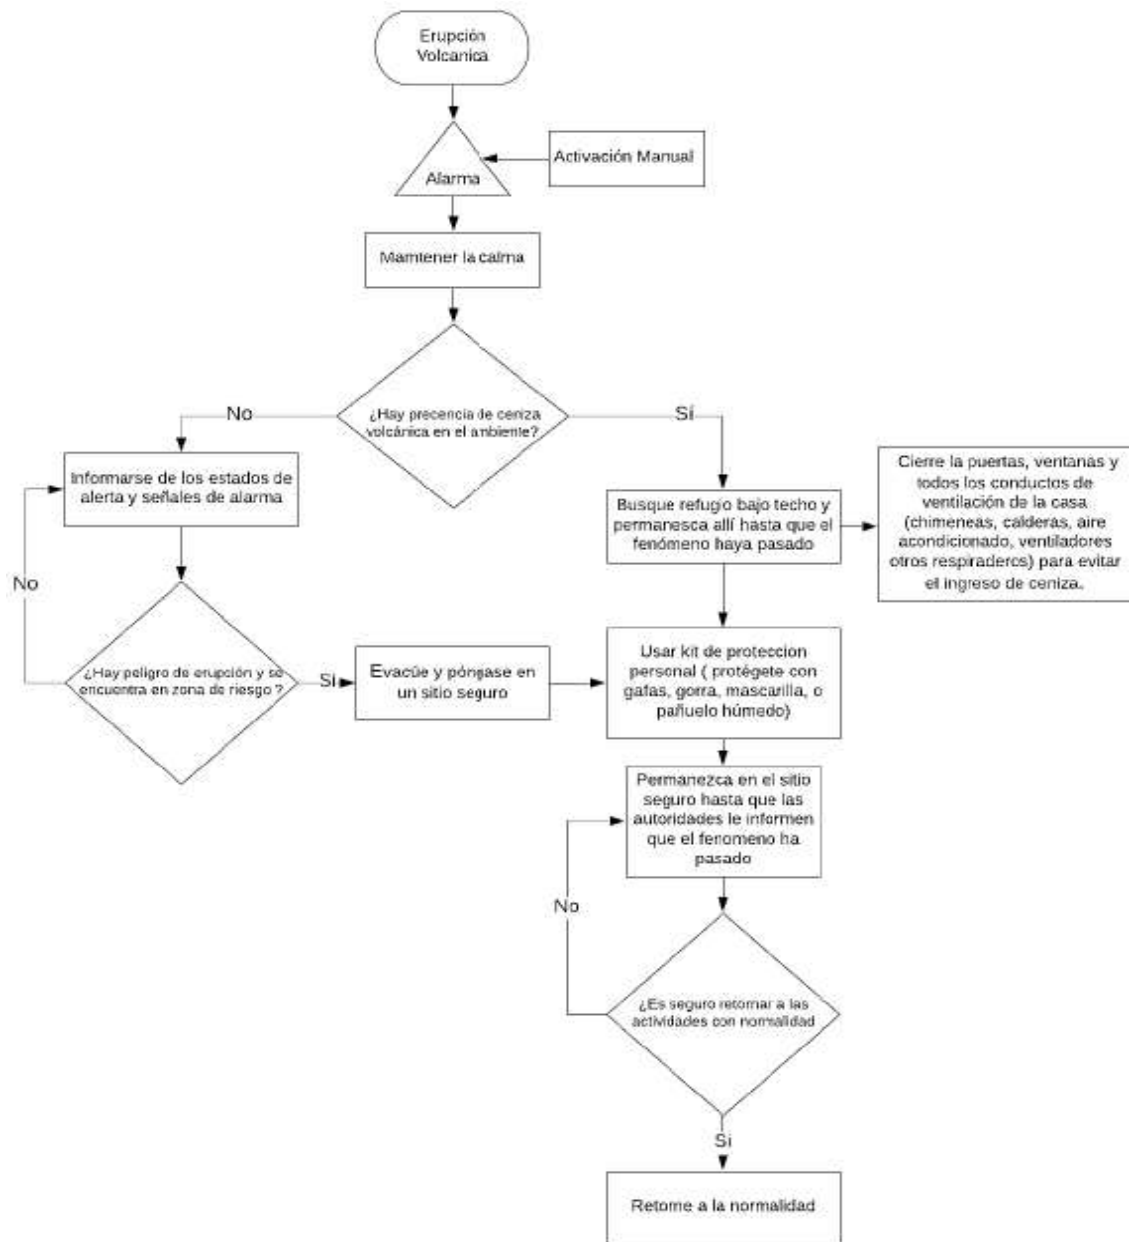 Erupción
Volcanica
Activación Manual
Alarma
Mamtener la calma
¿Hay precencia de ceniza
volcánica en el ambiente?
No
Sí
Informarse de los estados de
alerta y señales de alarma
Cierre la puertas, ventanas y
todos los conductos de
ventilación de la casa
(chimeneas, calderas, aire
acondicionado, ventiladores
otros respiraderos) para evitar
el ingreso de ceniza.
Busque refugio bajo techo y
permanesca allí hasta que el
fenómeno haya pasado
No
¿Hay peligro de erupción y se
encuentra en zona de riesgo ?
Si
Evacúe y póngase en
un sitio seguro
Usar kit de proteccion
personal ( protégete con
gafas, gorra, mascarilla, o
pañuelo húmedo)
Permanezca en el sitio
seguro hasta que las
autoridades le informen
que el fenomeno ha
pasado
No
¿Es seguro retornar a las
actividades con normalidad
Si
Retorne a la normalidad